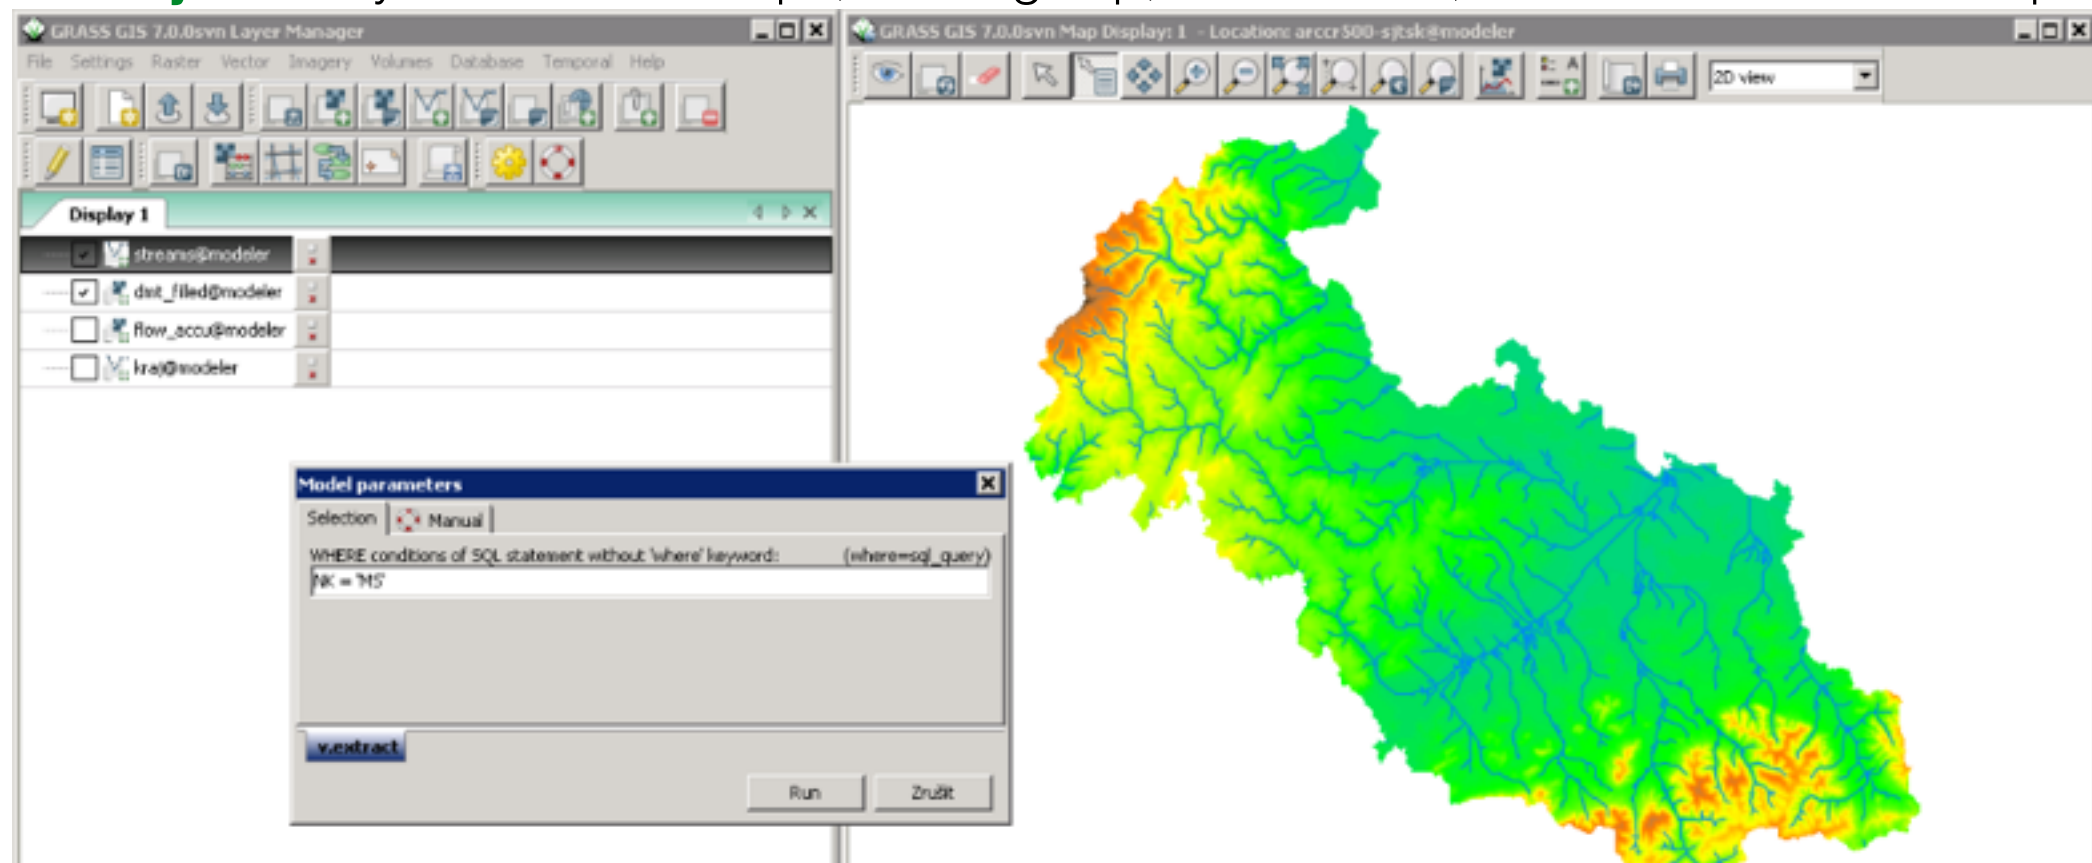 GRASS GIS 7.0.0svn Layer Manager
File Settings Raster Vector Imagery Volumes Database Temporal Help
Display 1
streams@modeler
dmt_filled@modeler
flow_accu@modeler
kraj@modeler
GRASS GIS 7.0.0svn Map Display: 1 - Location: arccr500-sjtsk@modeler
2D view
Model parameters
Selection Manual
WHERE conditions of SQL statement without 'where' keyword: (where=sql_query)
NK = 'MS'
v.extract
Run Zrušit